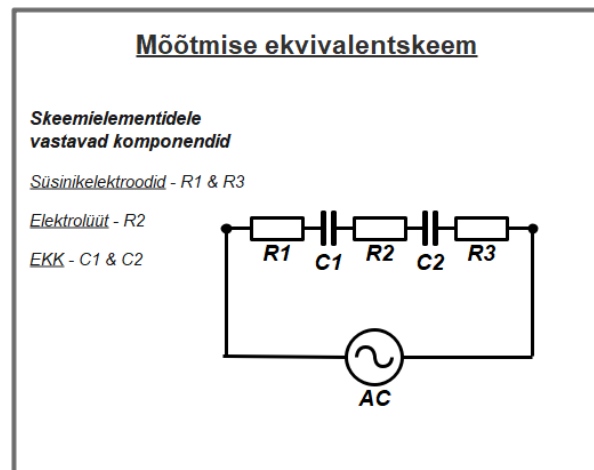 Mõõtmise ekvivalentskeem
Skeemielementidele
vastavad komponendid
Süsinikelektroodid - R1 & R3
Elektrolüüt - R2
EKK - C1 & C2
R1 C1 R2 C2 R3
AC